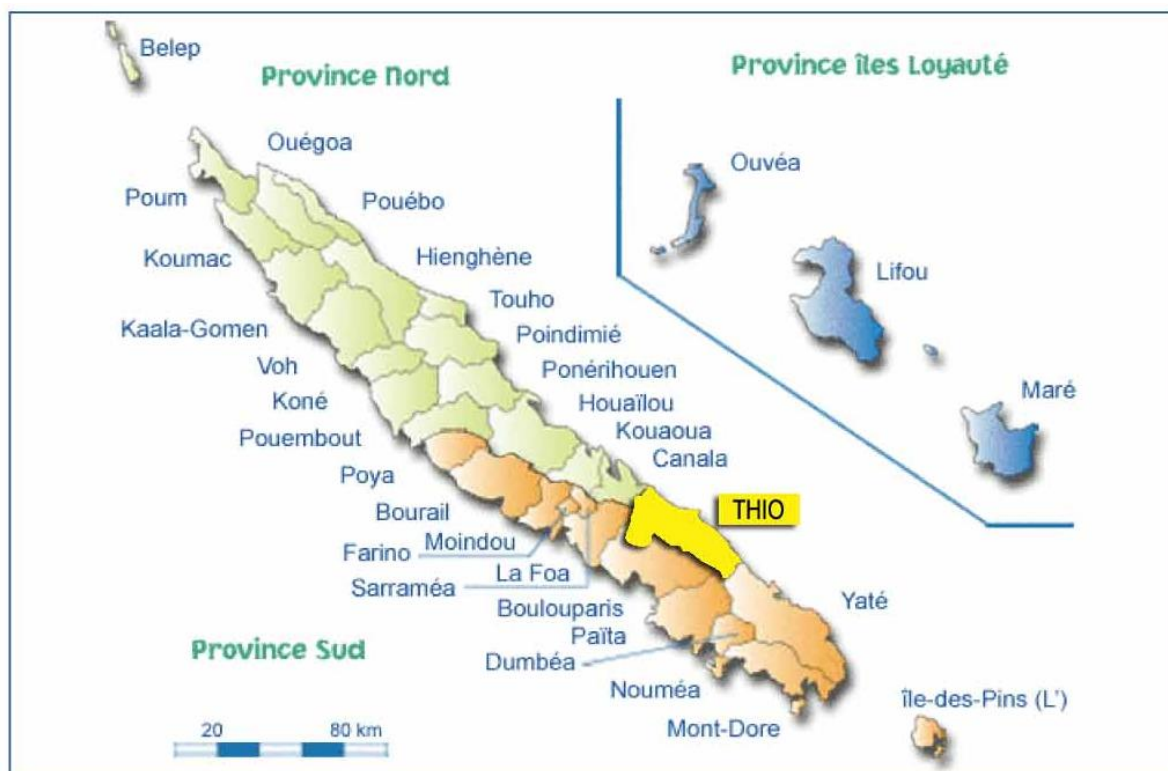 Belep
Province Nord
Province îles Loyauté
Ouégoa
Ouvéa
Poum
Pouébo
Koumac
Hienghène
Lifou
Touho
Kaala-Gomen
Poindimié
Voh
Ponérihouen
Koné
Houaïlou
Maré
Pouembout
Kouaoua
Canala
Poya
THIO
Bourail
Moindou
Farino
La Foa
Sarraméa
Boulouparis
Yaté
Païta
Province Sud
Dumbéa
Nouméa
île-des-Pins (L')
Mont-Dore
20 80 km